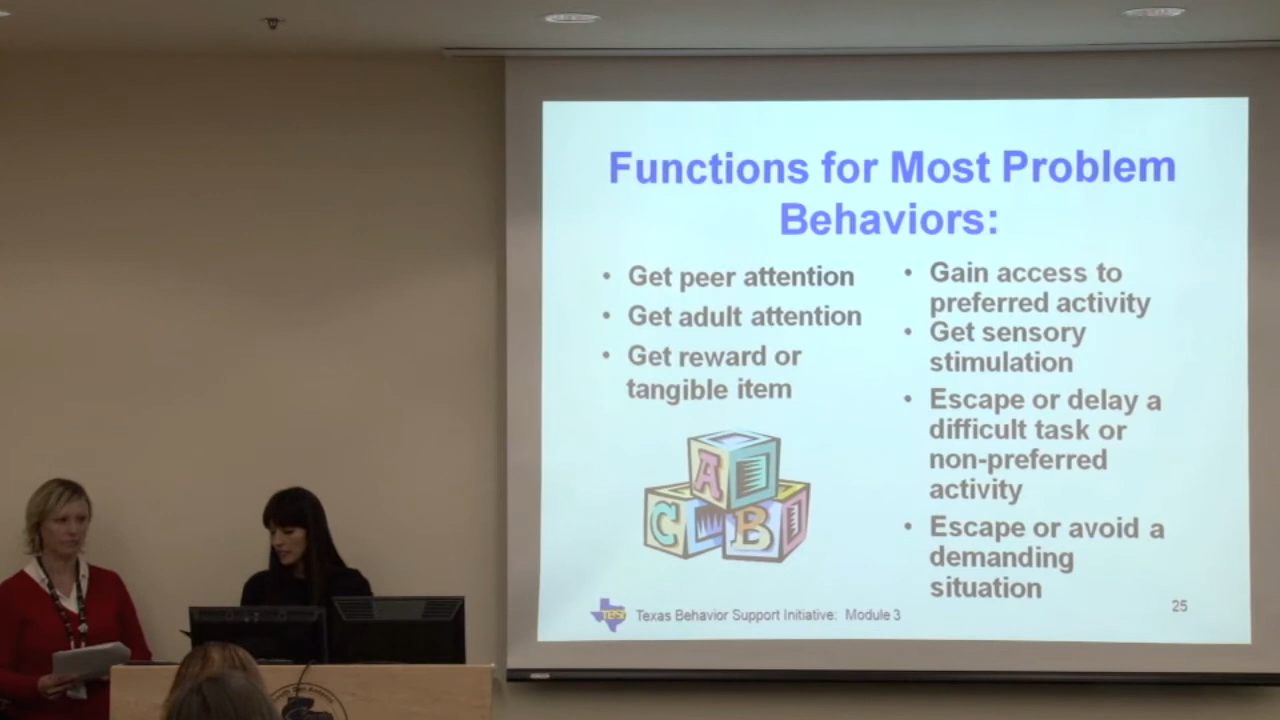 Functions for Most Problem
Behaviors:
• Get peer attention
• Get adult attention
• Get reward or
tangible item
• Gain access to
preferred activity
• Get sensory
stimulation
• Escape or delay a
difficult task or
non-preferred
activity
• Escape or avoid a
demanding
situation
A
C
B
TBSI
Texas Behavior Support Initiative: Module 3
25